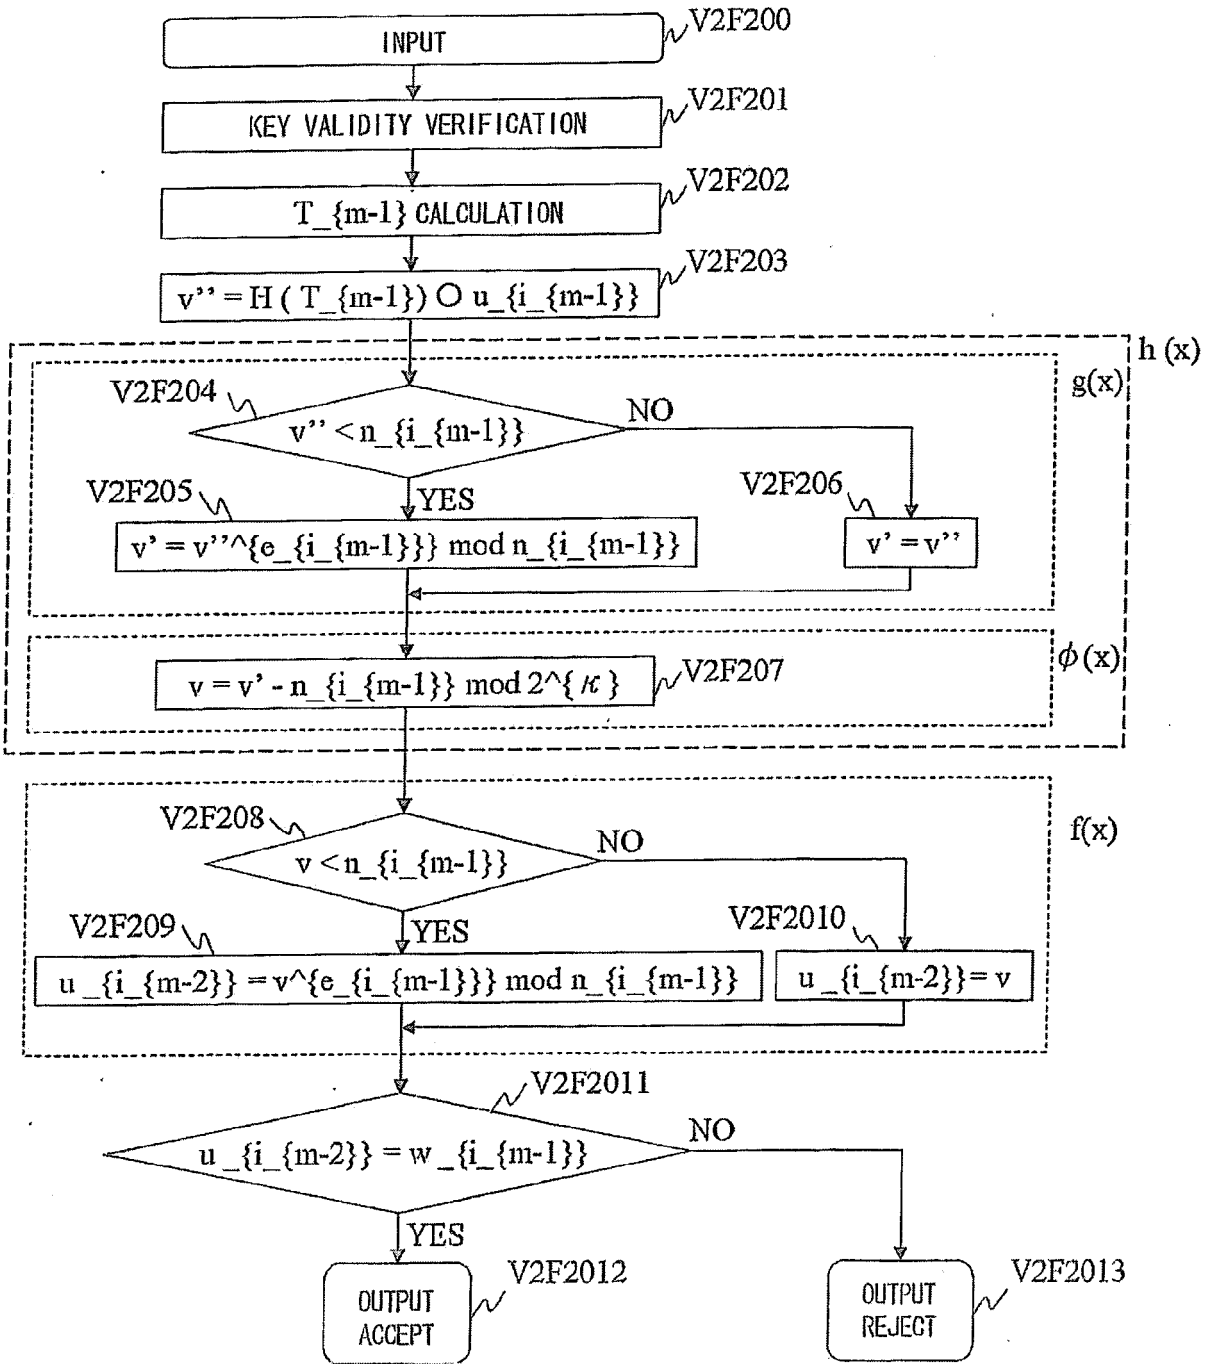 INPUT
V2F200
KEY VALIDITY VERIFICATION
V2F201
T_{m-1} CALCULATION
V2F202
v'' = H ( T_{m-1}) O u_{i_{m-1}}
V2F203
h (x)
g(x)
V2F204
v'' < n_{i_{m-1}}
NO
YES
V2F205
v' = v''^{e_{i_{m-1}}} mod n_{i_{m-1}}
V2F206
v' = v''
ϕ (x)
v = v' - n_{i_{m-1}} mod 2^{ κ }
V2F207
f(x)
V2F208
v < n_{i_{m-1}}
NO
YES
V2F209
u _{i_{m-2}} = v^{e_{i_{m-1}}} mod n_{i_{m-1}}
V2F2010
u _{i_{m-2}} = v
V2F2011
u _{i_{m-2}} = w _{i_{m-1}}
NO
YES
V2F2012
OUTPUT
ACCEPT
V2F2013
OUTPUT
REJECT